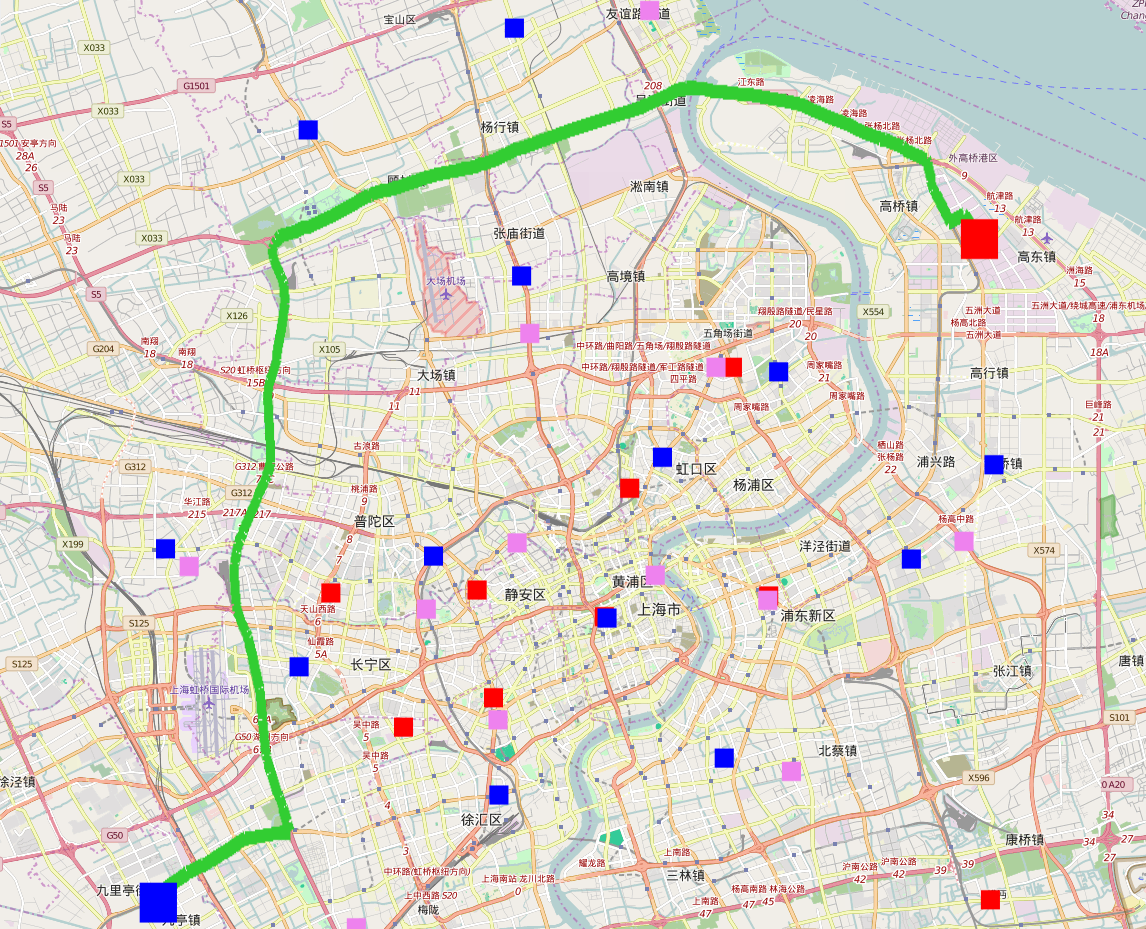 友谊路
道
宝山区
ZPM
Chan
X033
G1501
208
江东路
X033
凌海路
凌海路
张杨北路
张杨北路
S5
杨行镇
1501 安亭方向
28A
26
外高桥港区
9
X033
淞南镇
S5
航津路
13
高桥镇
马陆
23
航津路
13
马陆
23
X033
张庙街道
高东镇
高境镇
洲海路
15
大场机场
S5
五洲大道
五洲大道/绕城高速/浦东机场
18
X126
翔殷路隧道/民星路
20
X554
杨高北路
五洲大道
五角场街道
20
南翔
18
G204
X105
中环路/曲阳路/五角场/翔殷路隧道
南翔
18
18A
S20 虹桥枢纽方向
15B
中环路/翔殷路隧道/军工路隧道
四平路
周家嘴路
21
大场镇
高行镇
11
11
周家嘴路
周家嘴路
巨峰路
21
21
古浪路
栖山路
张杨路
22
G312
虹口区
浦兴路
桥镇
杨浦区
桃浦路
9
G312
华江路
215
217A
217
普陀区
杨高中路
8
X199
洋泾街道
X574
7
黄浦区
静安区
天山西路
6
上海市
浦东新区
S125
仙霞路
5A
S125
长宁区
张江镇
唐镇
上海虹桥国际机场
吴中路
5
S101
吴中路
5
北蔡镇
徐泾镇
X596
0 A20
4
徐汇区
34
G50
康桥镇
34
27
3
上南路
耀龙路
沪南公路
42
沪南公路
42
39
39
27
中环路(虹桥枢纽方向)
上海南站 龙川北路
0
三林镇
九里亭街
杨高南路
47
林海公路
45
上中西路 S20
上南路
47
梅陇
九亭镇